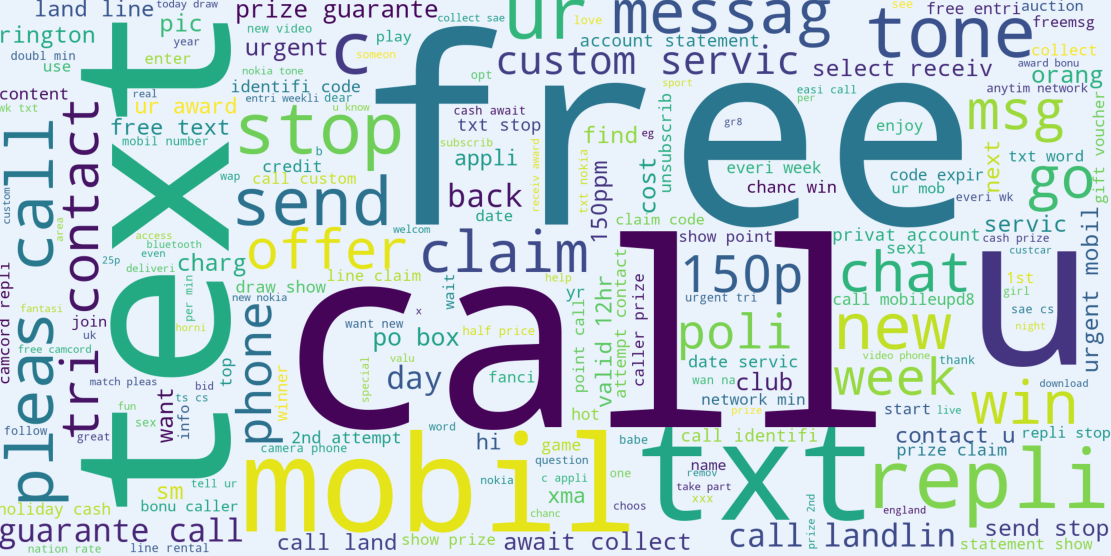 land line
today draw
rington
doubl min
pic
year
enter
use
content
real
wk txt
ur award
free text
mobil number
wap
text
pleas call
tri contact
custom
area
access
bluetooth
even
25p
deliveri
per min
fantasi
horni
join
uk
free camcord
camcord repli
match pleas
bid
ts cs
want
info
top
fun
sex
follow
great
tell ur
sm
bonu caller
holiday cash
guarante call
nation rate
line rental
prize guarante
new video
urgent
c
play
someon
nokia tone
identifi code
entri weekli
dear
stop
b
credit
call custom
send
offer
charg
draw show
new nokia
phone
winner
2nd attempt
camera phone
mobil
call land
show prize
await collect
collect sae
love
ur
account statement
custom servic
opt
u know
cash await
txt stop
subscrib
appli
back
date
receiv award
txt nokia
find
eg
150ppm
cost
unsubscrib
free
welcom
claim
claim code
line claim
wait
help
yr
x
want new
po box
half price
valu
special
day
fanci
point call
valid 12hr
attempt contact
caller prize
hot
call
word
hi
game
question
nokia
c appli
one
xma
chanc
choos
babe
messag
tone
see
free entri
auction
freemsg
collect
award bonu
select receiv
sport
easi call
per
orang
anytim network
msg
gr8
enjoy
everi week
chanc win
code expir
ur mob
next
txt word
go
everi wk
gift voucher
show point
privat account
sexi
servic
cash prize
custcar
150p
urgent tri
chat
call mobileupd8
1st
girl
sae cs
night
u
urgent mobil
poli
new
date servic
video phone
wan na
club
week
thank
network min
prize
start
live
win
download
call identifi
contact u
repli stop
prize claim
txt
name
remov
take part
xxx
repli
england
prize 2nd
call landlin
send stop
statement show